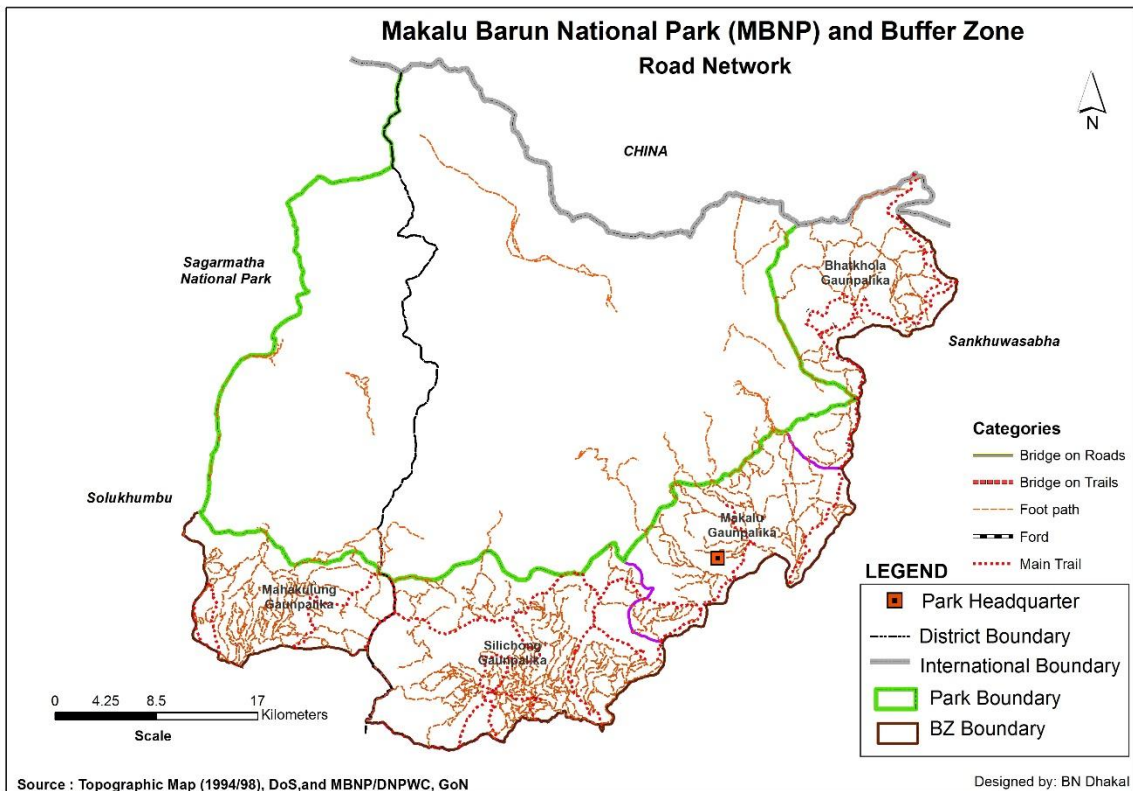 Makalu Barun National Park (MBNP) and Buffer Zone
Road Network
N
CHINA
Bhatkhola
Gaunpalika
Sagarmatha
National Park
Sankhuwasabha
Categories
Bridge on Roads
Bridge on Trails
Foot path
Ford
Main Trail
Solukhumbu
Makalu
Gaunpalika
Mahakulung
Gaunpalika
Silichong
Gaunpalika
LEGEND
Park Headquarter
District Boundary
International Boundary
Park Boundary
BZ Boundary
0 4.25 8.5 17
Kilometers
Scale
Source : Topographic Map (1994/98), DoS,and MBNP/DNPWC, GoN
Designed by: BN Dhakal